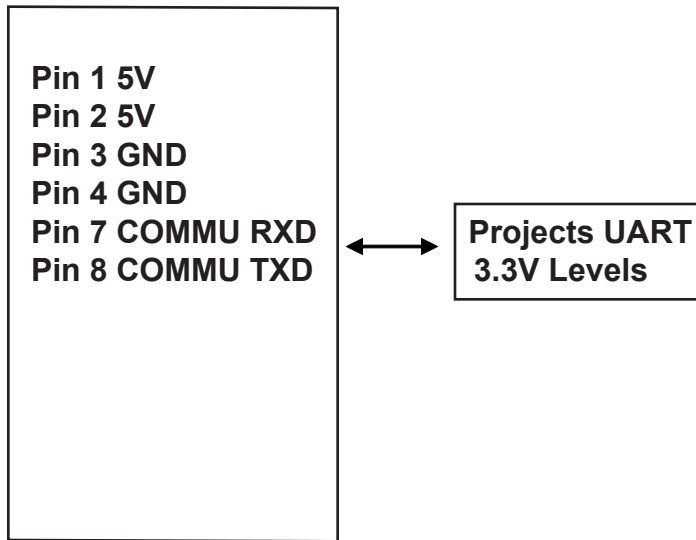 Pin 1 5V
Pin 2 5V
Pin 3 GND
Pin 4 GND
Pin 7 COMMU RXD
Pin 8 COMMU TXD
Projects UART
3.3V Levels